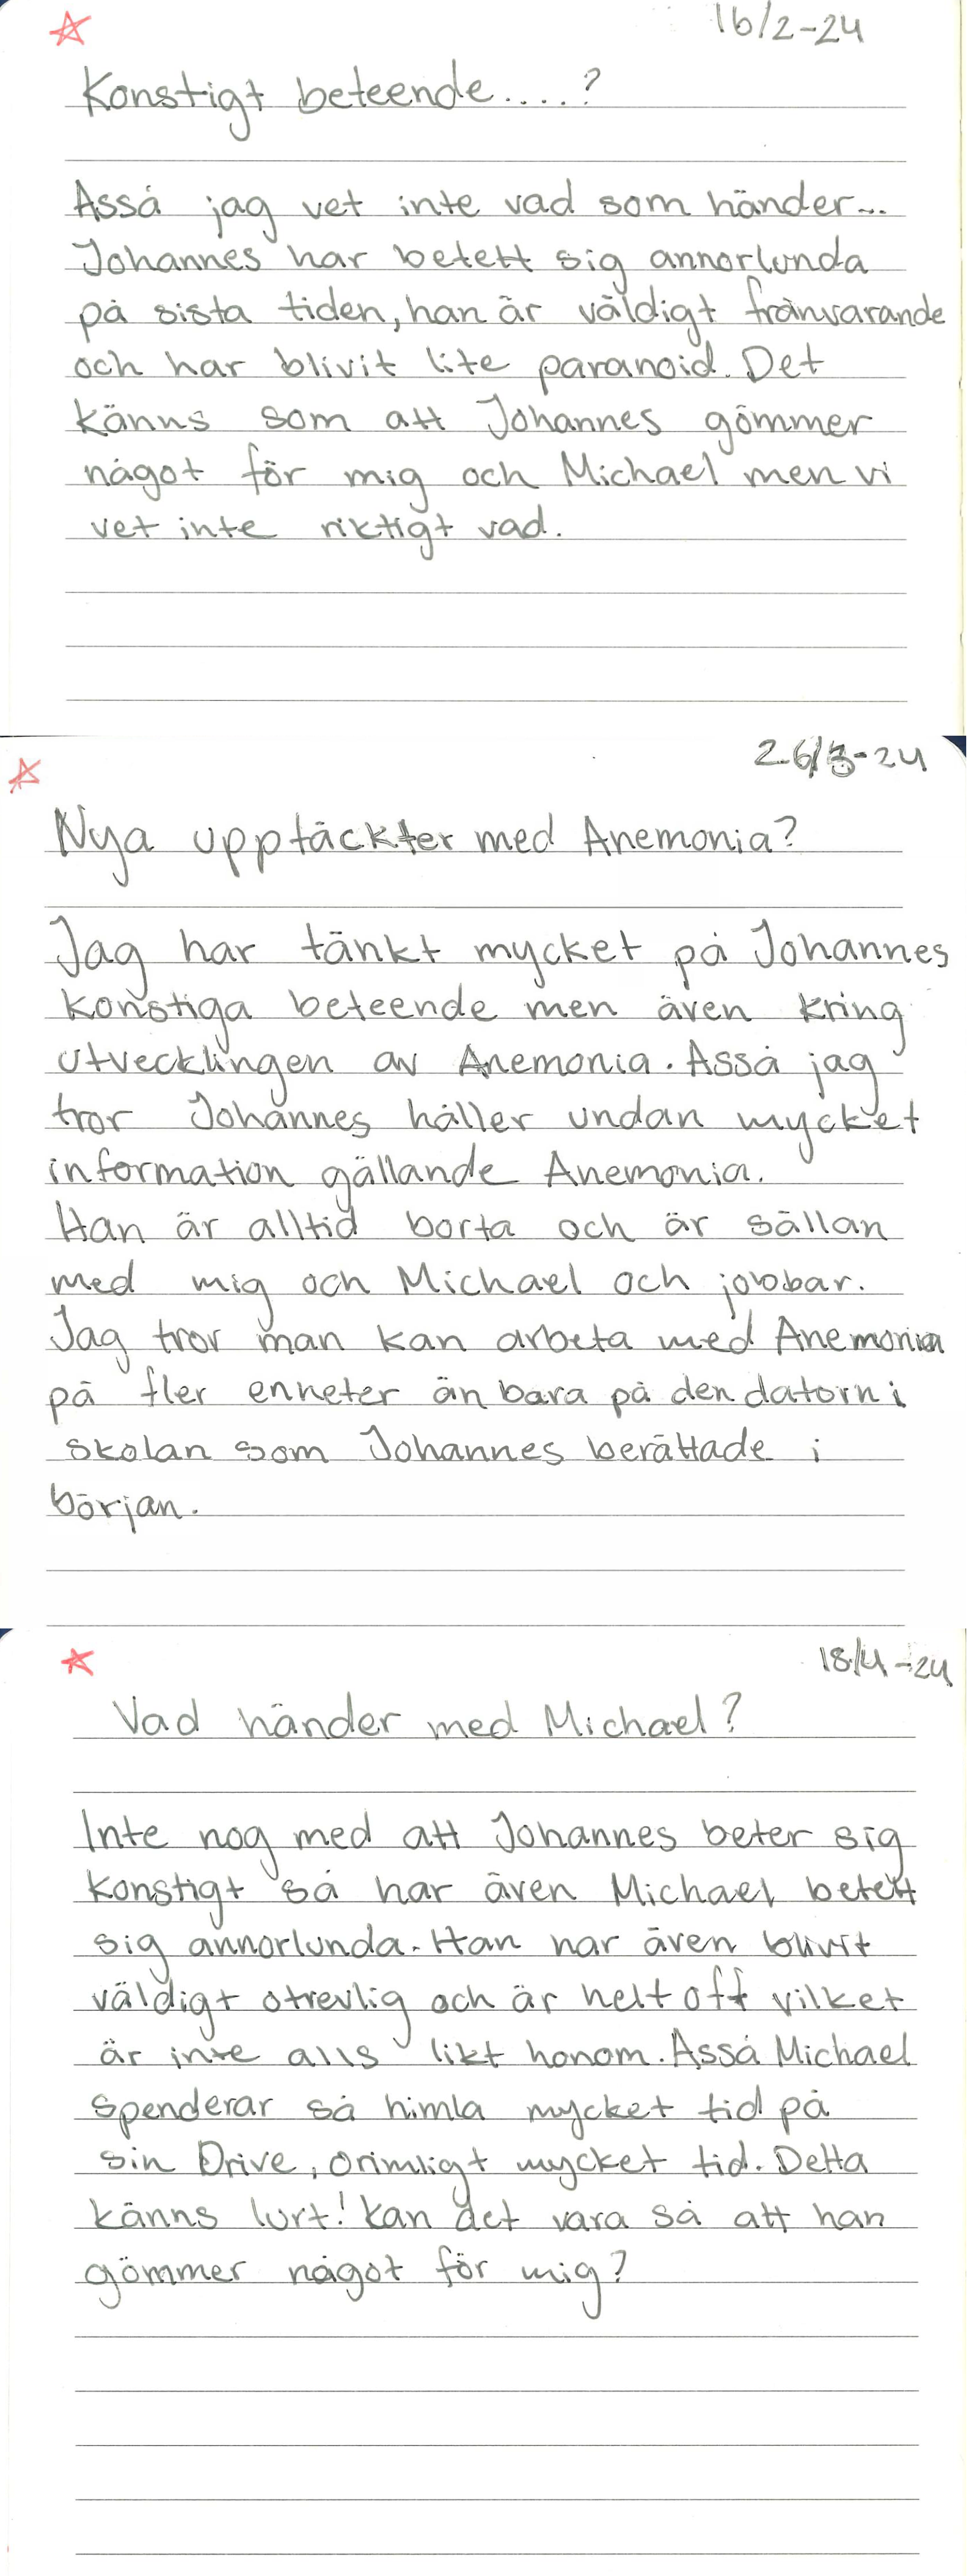 16/2-24
Konstigt beteende.....?
Asså jag vet inte vad som händer...
Johannes har betett sig annorlunda
på sista tiden, han är väldigt frånvarande
och har blivit lite paranoid. Det
känns som att Johannes gömmer
något för mig och Michael men vi
vet inte riktigt vad.
26/3-24
Nya upptäckter med Anemonia?
Jag har tänkt mycket på Johannes
konstiga beteende men även kring
utvecklingen av Anemonia. Asså jag
tror Johannes håller undan mycket
information gällande Anemonia.
Han är alltid borta och är sällan
med mig och Michael och jobbar.
Jag tror man kan arbeta med Anemonia
på fler enheter än bara på den datorn i
skolan som Johannes berättade i
början.
18/4-24
Vad händer med Michael?
Inte nog med att Johannes beter sig
konstigt så har även Michael betett
sig annorlunda. Han har även blivit
väldigt otrevlig och är helt off vilket
är inte alls likt honom. Asså Michael
spenderar så himla mycket tid på
sin Drive, orimligt mycket tid. Detta
känns lurt! Kan det vara så att han
gömmer något för mig?